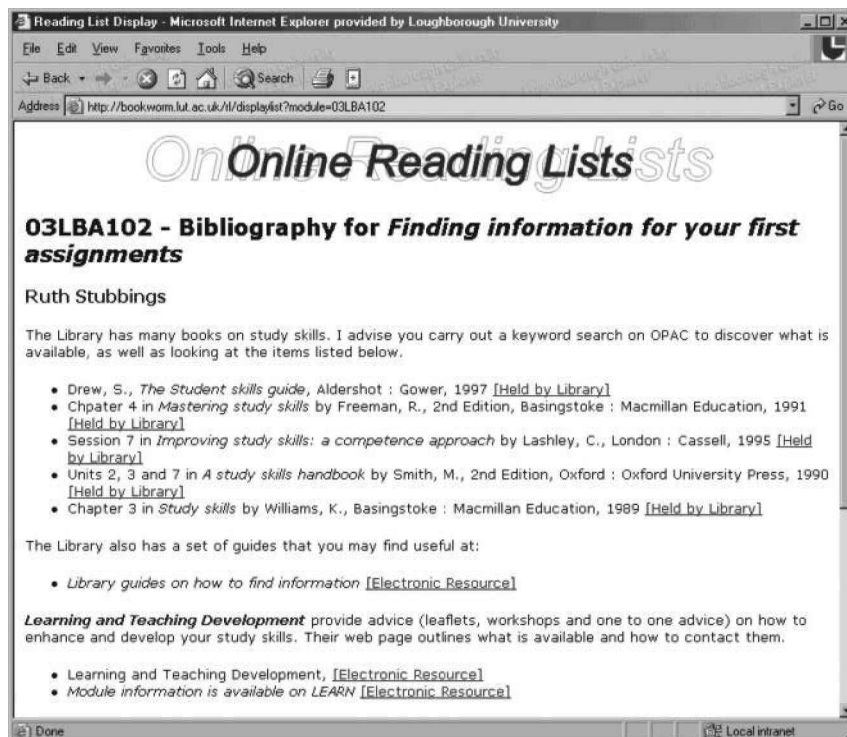 Reading List Display - Microsoft Internet Explorer provided by Loughborough University
File Edit View Favorites Tools Help
Back Search
Address http://bookworm.lut.ac.uk/rl/displaylist?module=03LBA102 Go
Online Reading Lists
03LBA102 - Bibliography for Finding information for your first
assignments
Ruth Stubbings
The Library has many books on study skills. I advise you carry out a keyword search on OPAC to discover what is
available, as well as looking at the items listed below.
• Drew, S., The Student skills guide, Aldershot : Gower, 1997 [Held by Library]
• Chpater 4 in Mastering study skills by Freeman, R., 2nd Edition, Basingstoke : Macmillan Education, 1991
[Held by Library]
• Session 7 in Improving study skills: a competence approach by Lashley, C., London : Cassell, 1995 [Held
by Library]
• Units 2, 3 and 7 in A study skills handbook by Smith, M., 2nd Edition, Oxford : Oxford University Press, 1990
[Held by Library]
• Chapter 3 in Study skills by Williams, K., Basingstoke : Macmillan Education, 1989 [Held by Library]
The Library also has a set of guides that you may find useful at:
• Library guides on how to find information [Electronic Resource]
Learning and Teaching Development provide advice (leaflets, workshops and one to one advice) on how to
enhance and develop your study skills. Their web page outlines what is available and how to contact them.
• Learning and Teaching Development, [Electronic Resource]
• Module information is available on LEARN [Electronic Resource]
Done Local intranet